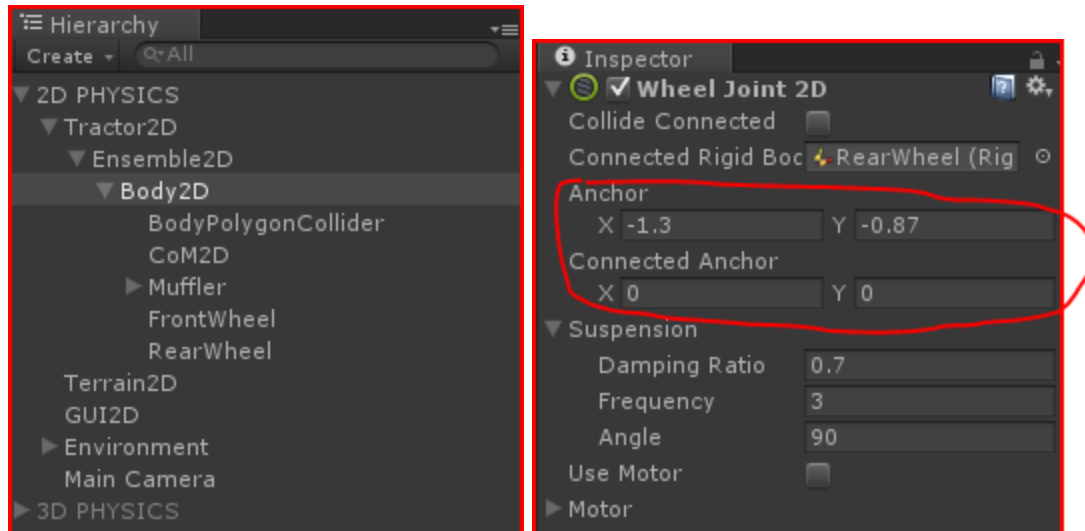 Hierarchy
Create All
2D PHYSICS
Tractor2D
Ensemble2D
Body2D
BodyPolygonCollider
CoM2D
Muffler
FrontWheel
RearWheel
Terrain2D
GUI2D
Environment
Main Camera
3D PHYSICS
Inspector
Wheel Joint 2D
Collide Connected
Connected Rigid Boc RearWheel (Rig
Anchor
X -1.3 Y -0.87
Connected Anchor
X 0 Y 0
Suspension
Damping Ratio 0.7
Frequency 3
Angle 90
Use Motor
Motor